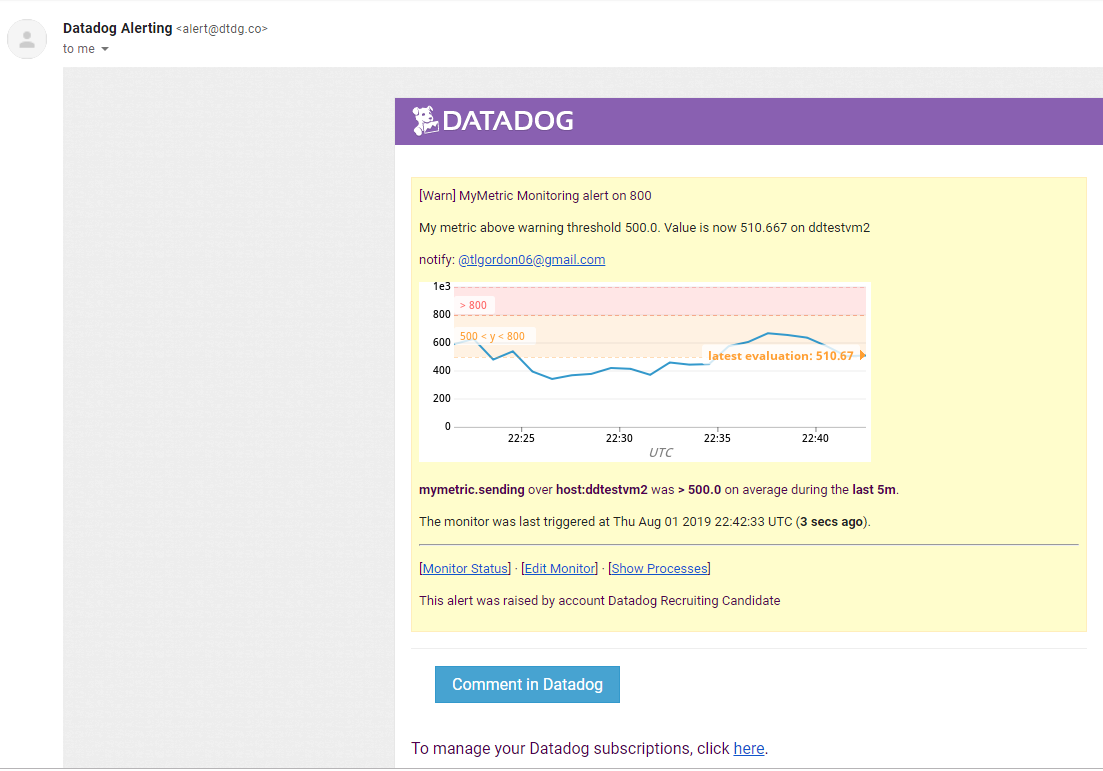 Datadog Alerting <alert@dtdg.co>
to me
DATADOG
[Warn] MyMetric Monitoring alert on 800
My metric above warning threshold 500.0. Value is now 510.667 on ddtestvm2
notify: @tlgordon06@gmail.com
1e3
> 800
800
500 < y < 800
600
latest evaluation: 510.67
400
200
0
22:25 22:30 22:35 22:40
UTC
mymetric.sending over host:ddtestvm2 was > 500.0 on average during the last 5m.
The monitor was last triggered at Thu Aug 01 2019 22:42:33 UTC (3 secs ago).
[Monitor Status] · [Edit Monitor] · [Show Processes]
This alert was raised by account Datadog Recruiting Candidate
Comment in Datadog
To manage your Datadog subscriptions, click here.